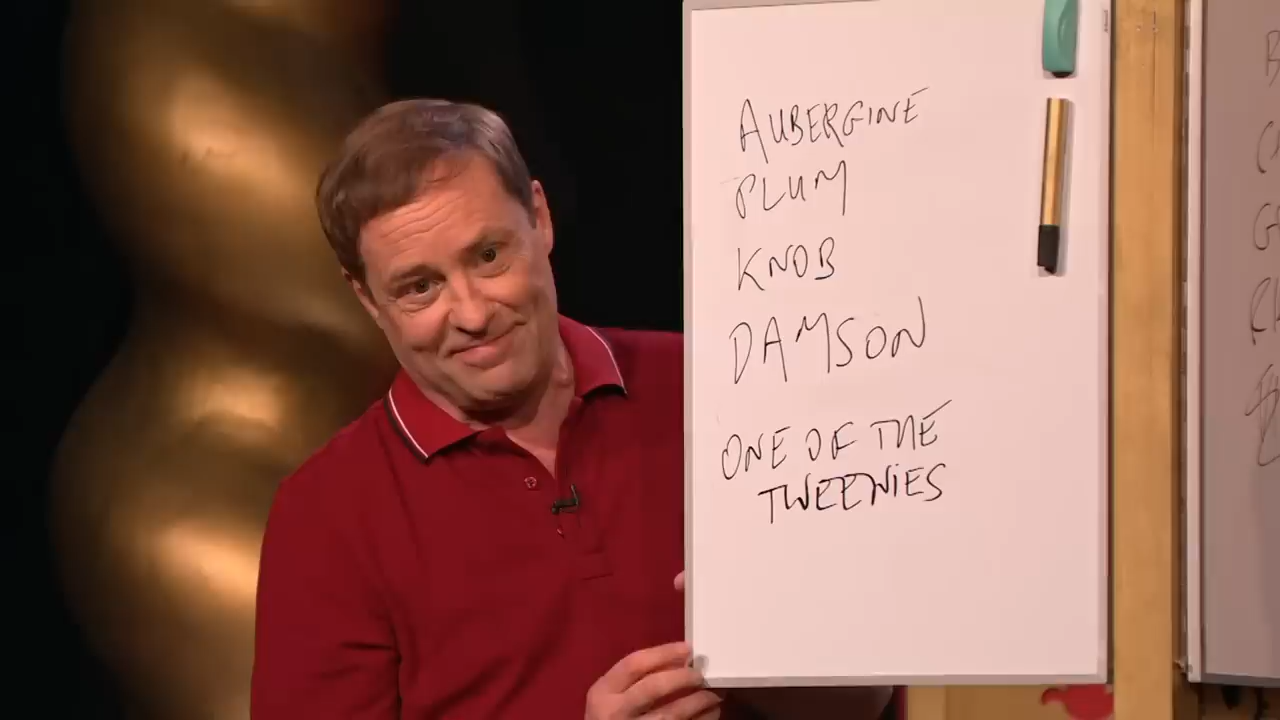 AUBERGINE
PLUM
KNOB
DAMSON
ONE OF THE
TWEENIES